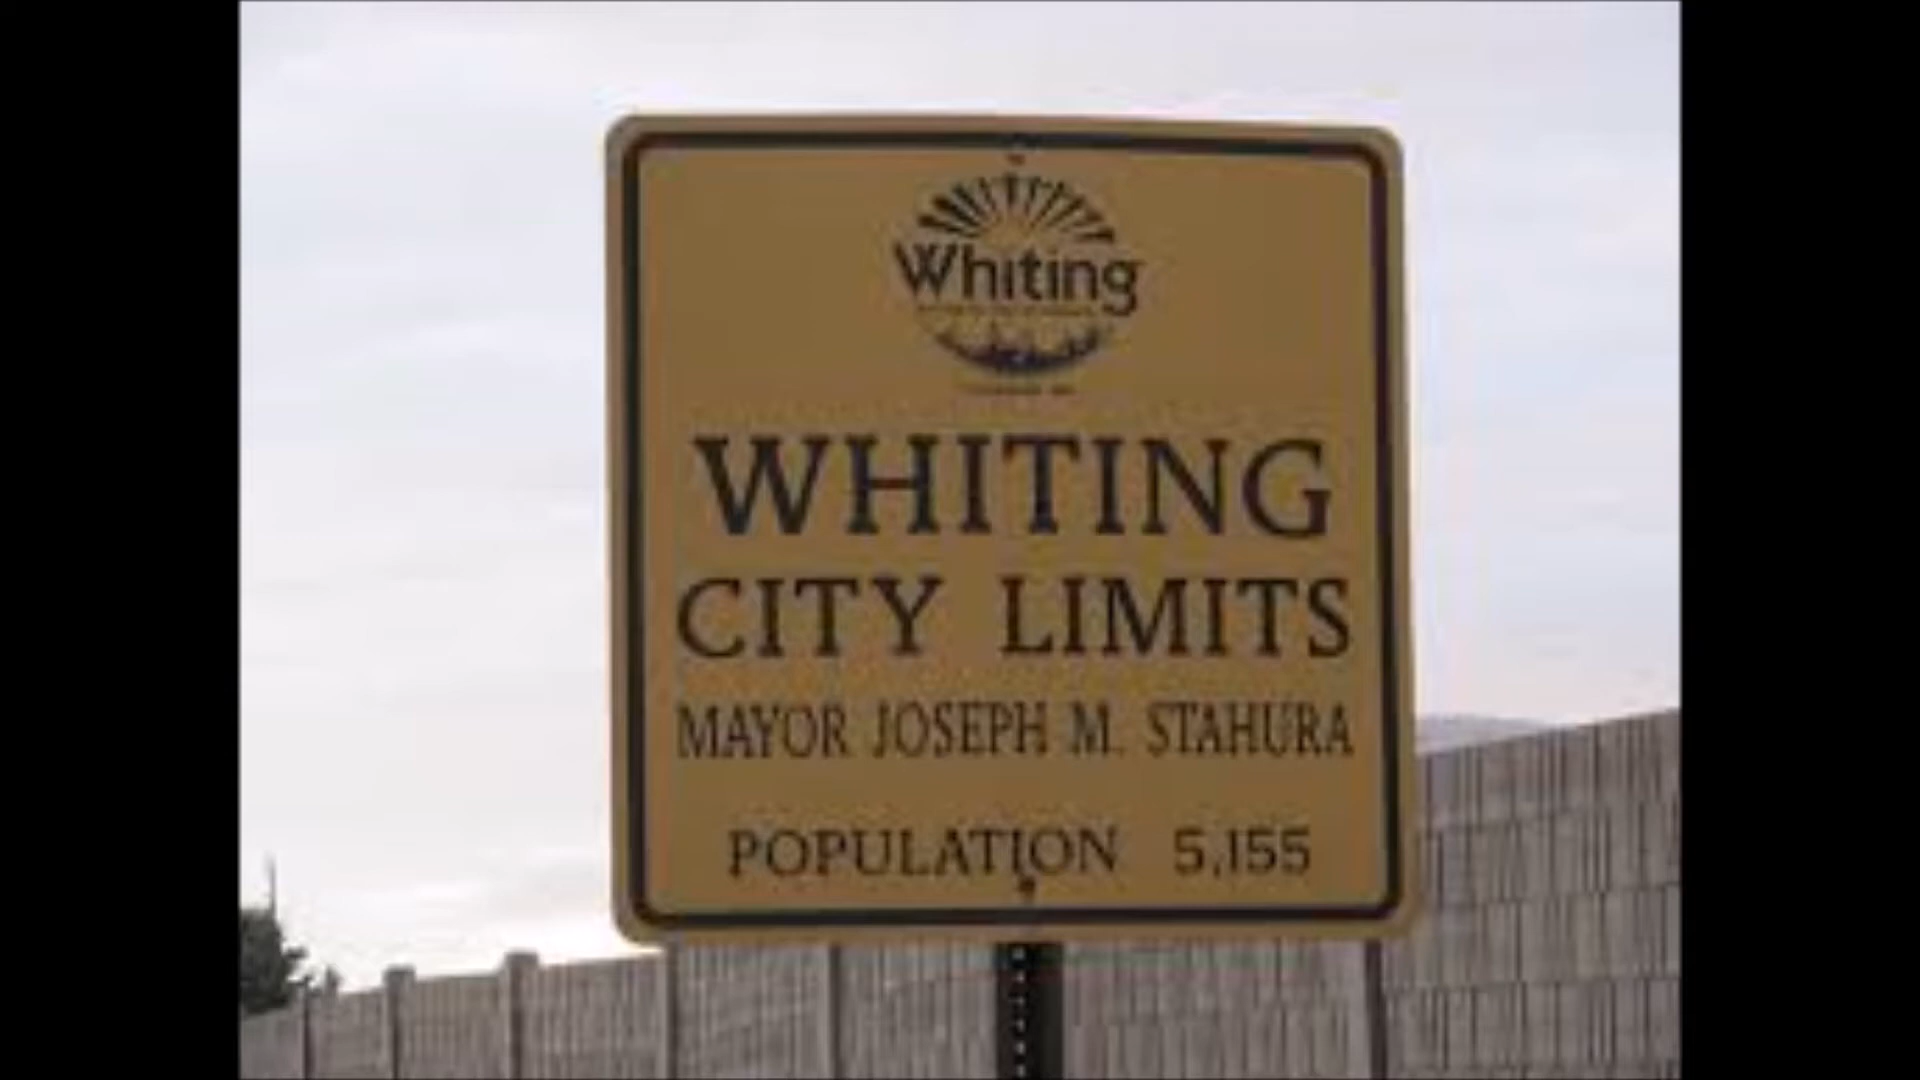 Whiting
WHITING
CITY LIMITS
MAYOR JOSEPH M. STAHURA
POPULATION 5,155